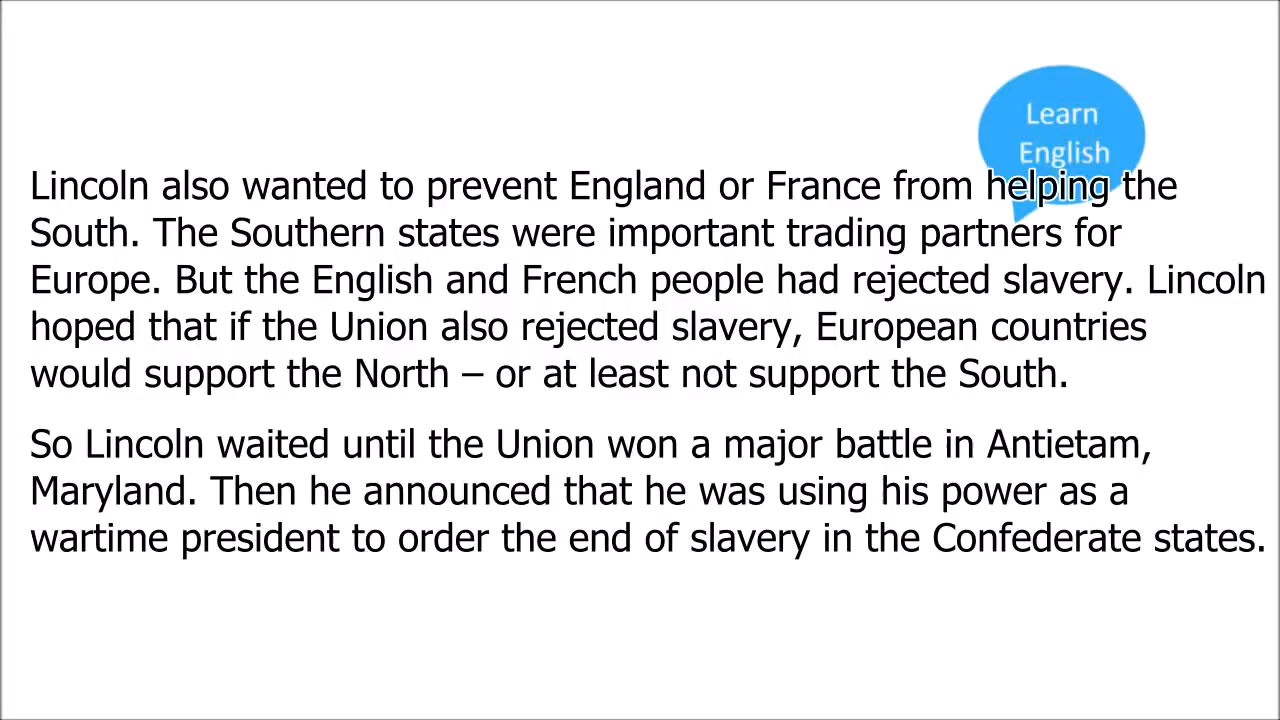 Learn
English
Lincoln also wanted to prevent England or France from helping the
South. The Southern states were important trading partners for
Europe. But the English and French people had rejected slavery. Lincoln
hoped that if the Union also rejected slavery, European countries
would support the North – or at least not support the South.
So Lincoln waited until the Union won a major battle in Antietam,
Maryland. Then he announced that he was using his power as a
wartime president to order the end of slavery in the Confederate states.